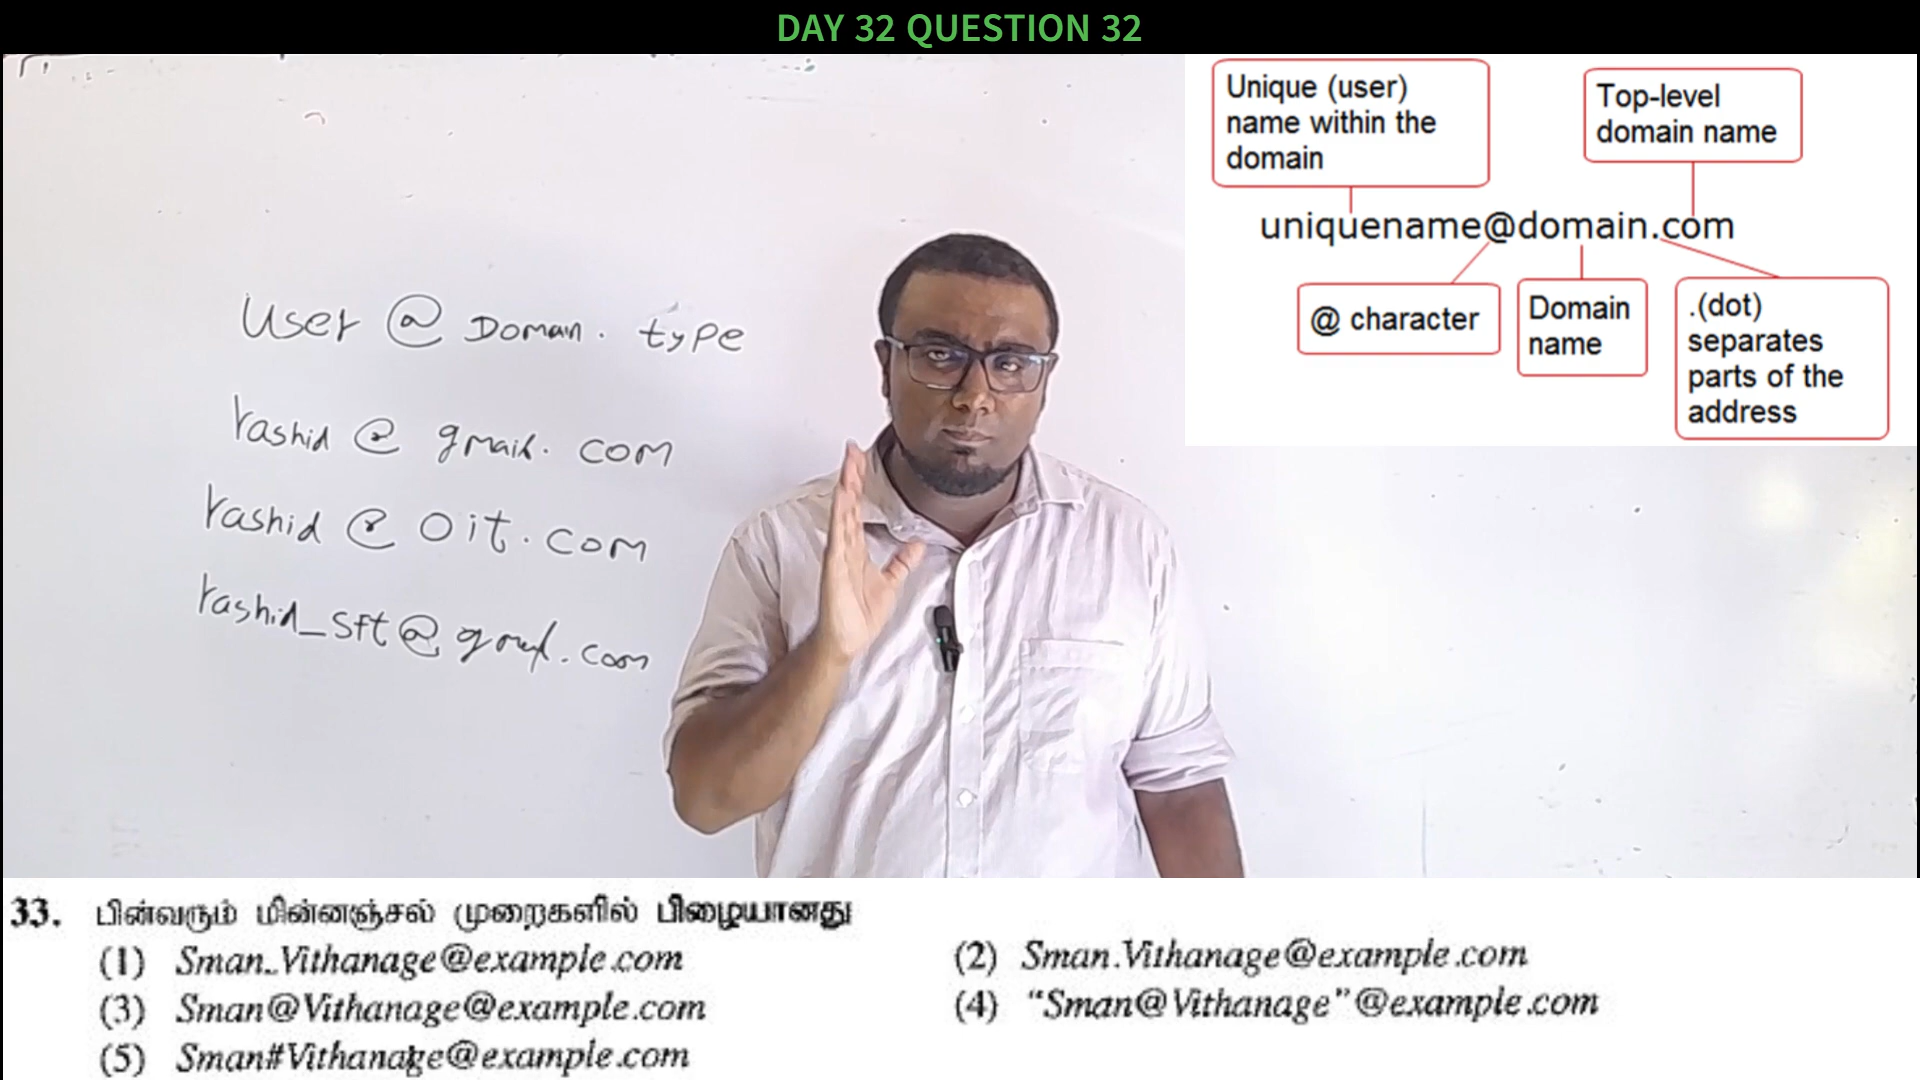 DAY 32 QUESTION 32
Unique (user)
name within the
domain
Top-level
domain name
uniquename@domain.com
@ character
Domain
name
.(dot)
separates
parts of the
address
User @ Doman. type
rashid @ gmail. com
rashid @ oit. com
rashid_sft@ gmail. com
33. பின்வரும் மின்னஞ்சல் முறைகளில் பிழையானது
(1) Sman_Vithanage@example.com
(2) Sman.Vithanage@example.com
(3) Sman@Vithanage@example.com
(4) “Sman@Vithanage”@example.com
(5) Sman#Vithanage@example.com